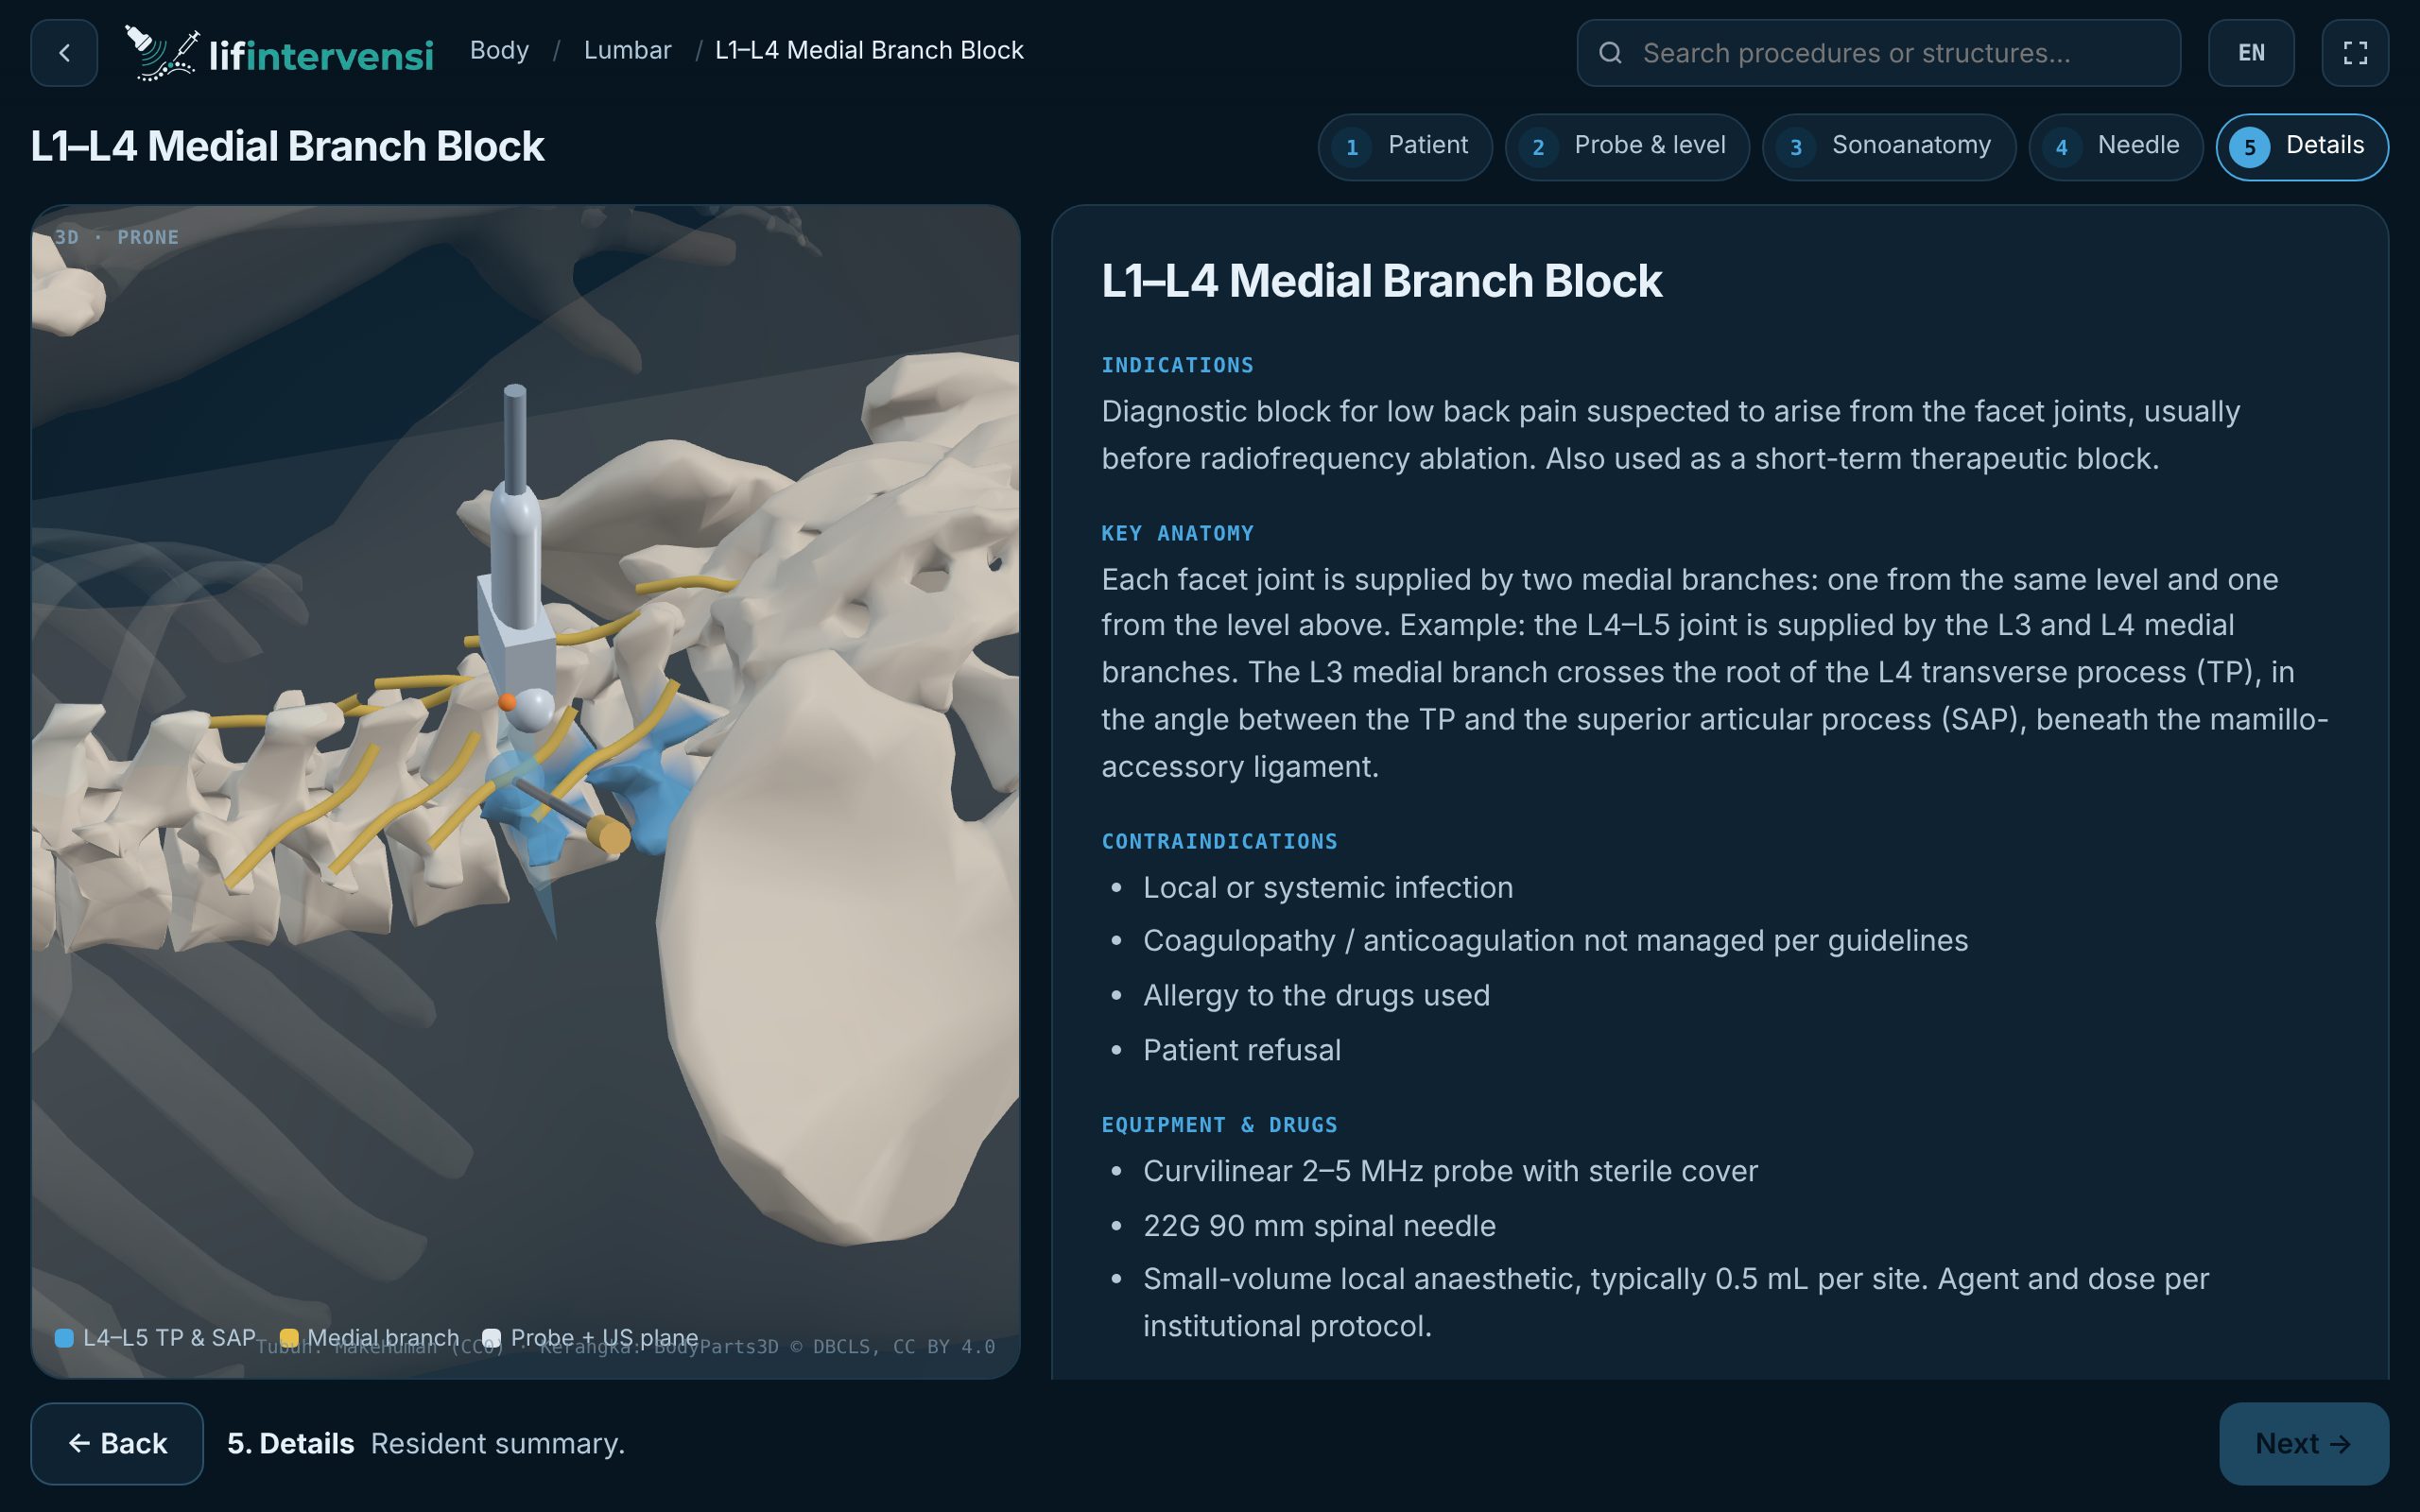 lifintervensi
Body / Lumbar / L1–L4 Medial Branch Block
Search procedures or structures...
EN
L1–L4 Medial Branch Block
1 Patient
2 Probe & level
3 Sonoanatomy
4 Needle
5 Details
3D · PRONE
L4–L5 TP & SAP
Medial branch
Probe + US plane
Tubuh: MakeHuman (CC0) · Kerangka: BodyParts3D © DBCLS, CC BY 4.0
L1–L4 Medial Branch Block
INDICATIONS
Diagnostic block for low back pain suspected to arise from the facet joints, usually
before radiofrequency ablation. Also used as a short-term therapeutic block.
KEY ANATOMY
Each facet joint is supplied by two medial branches: one from the same level and one
from the level above. Example: the L4–L5 joint is supplied by the L3 and L4 medial
branches. The L3 medial branch crosses the root of the L4 transverse process (TP), in
the angle between the TP and the superior articular process (SAP), beneath the mamillo-
accessory ligament.
CONTRAINDICATIONS
• Local or systemic infection
• Coagulopathy / anticoagulation not managed per guidelines
• Allergy to the drugs used
• Patient refusal
EQUIPMENT & DRUGS
• Curvilinear 2–5 MHz probe with sterile cover
• 22G 90 mm spinal needle
• Small-volume local anaesthetic, typically 0.5 mL per site. Agent and dose per
institutional protocol.
← Back
5. Details Resident summary.
Next →